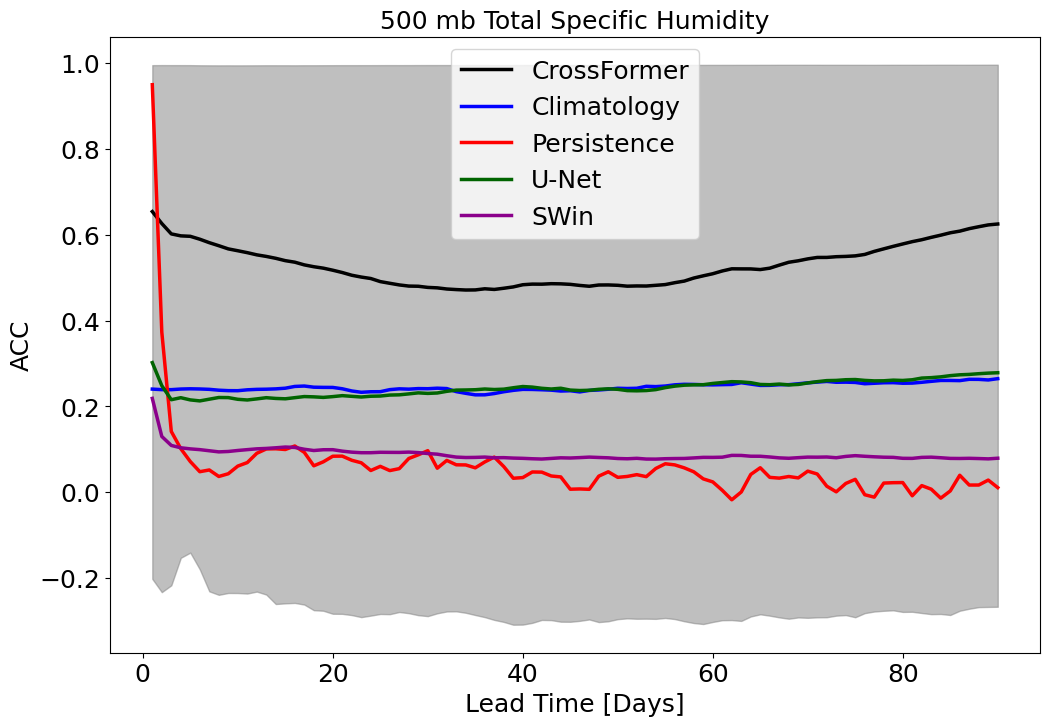 500 mb Total Specific Humidity
CrossFormer
Climatology
Persistence
U-Net
SWin
ACC
1.0
0.8
0.6
0.4
0.2
0.0
−0.2
0 20 40 60 80
Lead Time [Days]